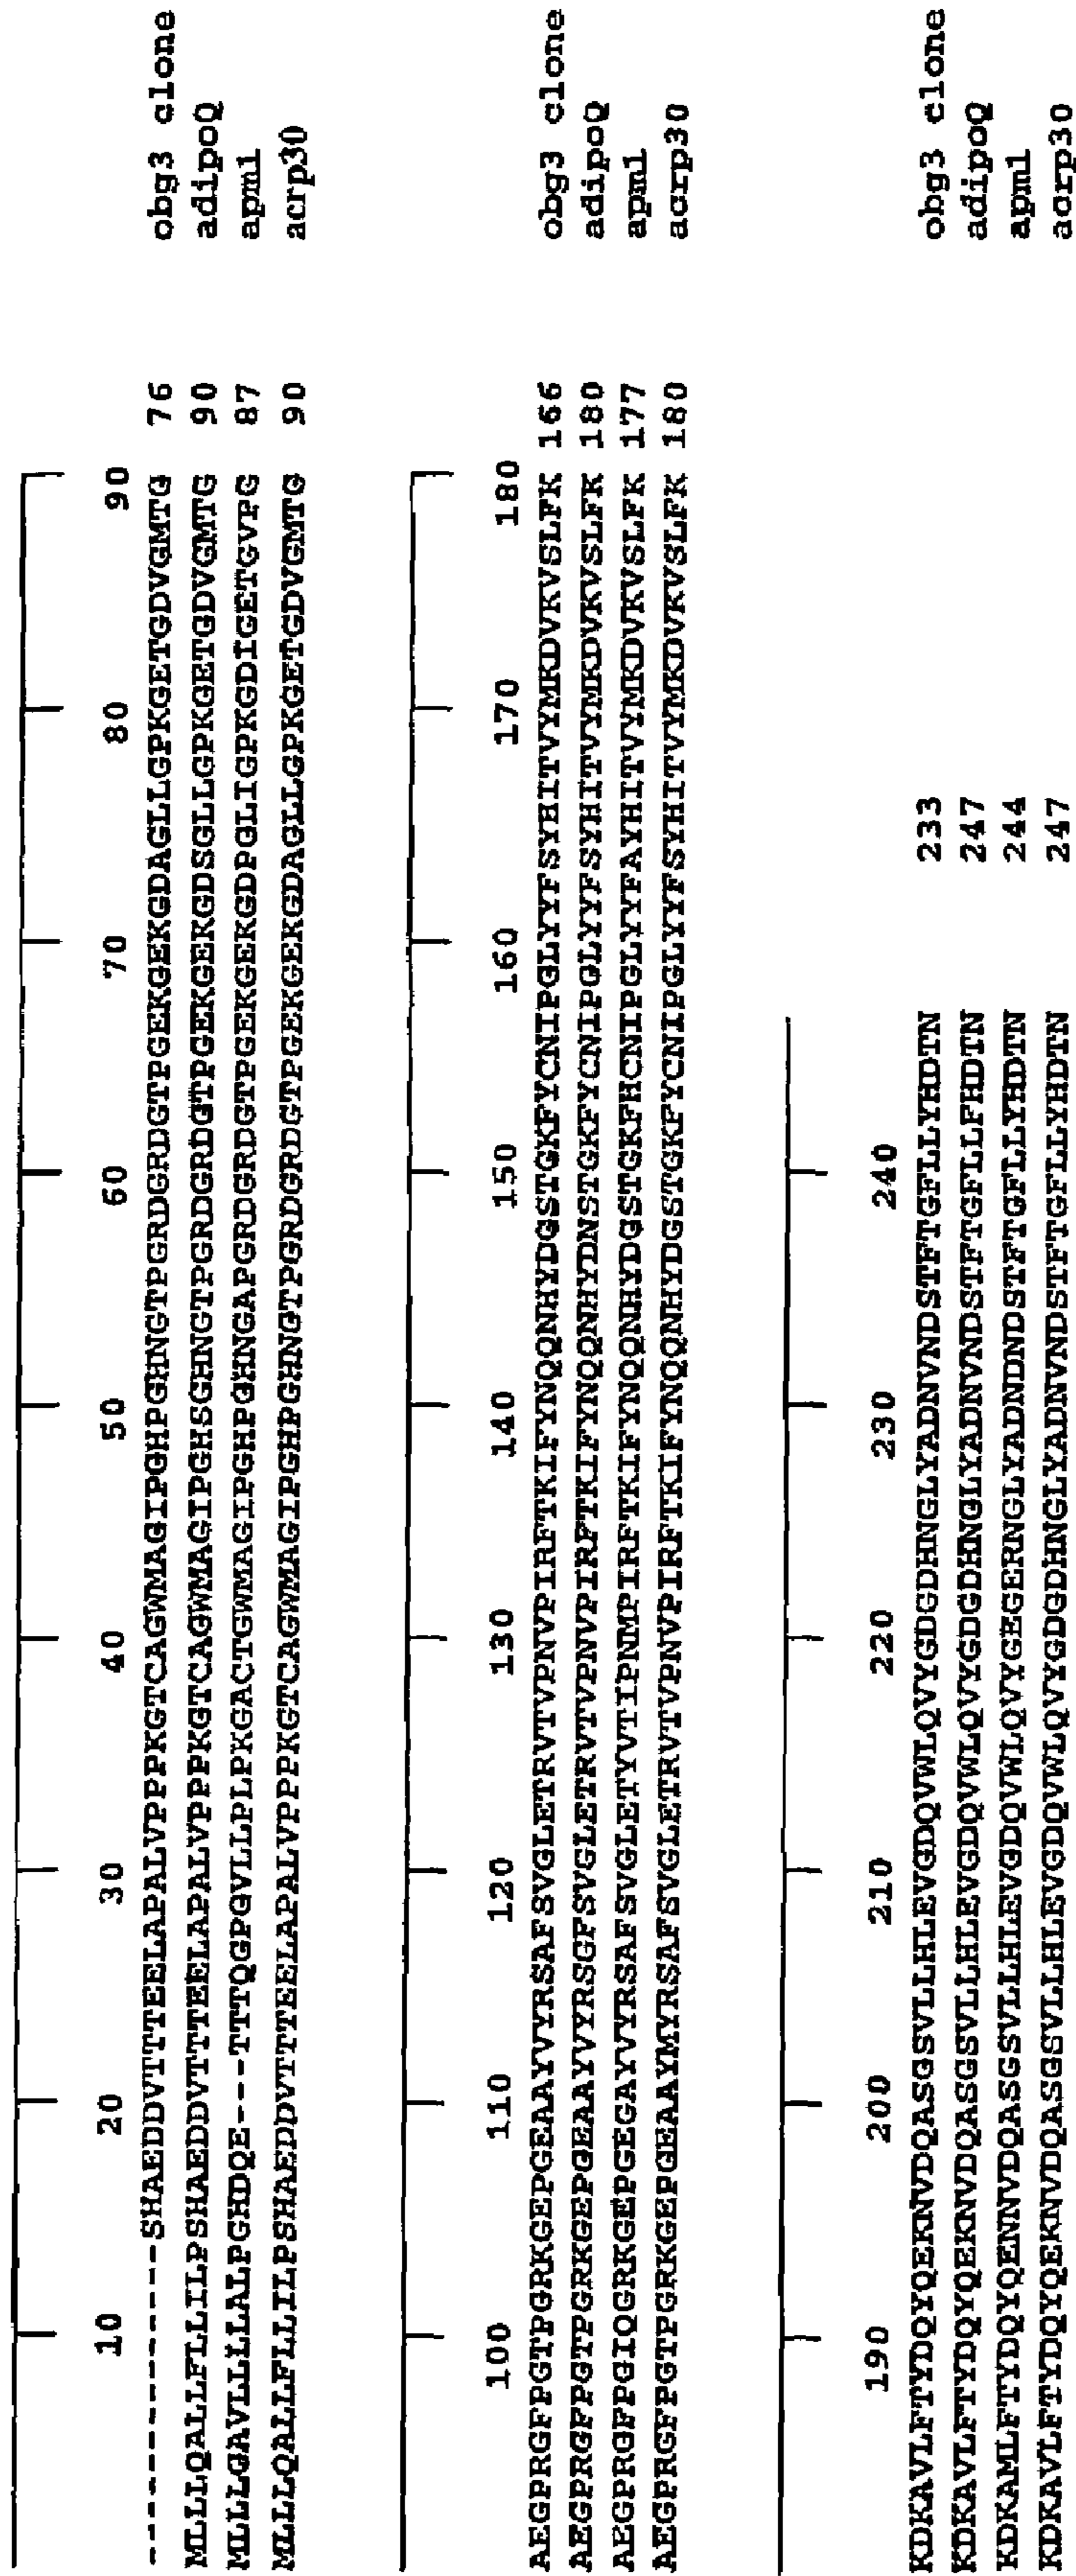 10 20 30 40 50 60 70 80 90
--------------SHAEDDVTTTEELAPALVPPPKGTCAGWMAGIPGHPGHNGTPGRDGRDGTPGEKGEKGDAGLLGPKGETGDVGMTG 76 obg3 clone
MLLLQALLFLLILPSHAEDDVTTTEELAPALVPPPKGTCAGWMAGIPGHSGHNGTPGRDGRDGTPGEKGEKGDSGLLGPKGETGDVGMTG 90 adipoQ
MLLLGAVLLLLALPGHDQE---TTTQGPGVLLPLPKGACTGWMAGIPGHPGHNGAPGRDGRDGTPGEKGEKGDPGLIGPKGDIGETGVPG 87 apm1
MLLLQALLFLLILPSHAEDDVTTTEELAPALVPPPKGTCAGWMAGIPGHPGHNGTPGRDGRDGTPGEKGEKGDAGLLGPKGETGDVGMTG 90 acrp30
100 110 120 130 140 150 160 170 180
AEGPRGFPGTPGRKGEPGEAAYVYRSAFSVGLETRVTVPNVPIRFTKIFYNQQNHYDGSTGKFYCNIPGLYYFSYHITVYMKDVKVSLFK 166 obg3 clone
AEGPRGFPGTPGRKGEPGEAAYVYRSGFSVGLETRVTVPNVPIRFTKIFYNQQNHYDNSTGKFYCNIPGLYYFSYHITVYMKDVKVSLFK 180 adipoQ
AEGPRGFPGIQGRKGEPGEGAYVYRSAFSVGLETYVTIPNMPIRFTKIFYNQQNHYDGSTGKFHCNIPGLYYFAYHITVYMKDVKVSLFK 177 apm1
AEGPRGFPGTPGRKGEPGEAAYMYRSAFSVGLETRVTVPNVPIRFTKIFYNQQNHYDGSTGKFYCNIPGLYYFSYHITVYMKDVKVSLFK 180 acrp30
190 200 210 220 230 240
KDKAVLFTYDQYQEKNVDQASGSVLLHLEVGDQVWLQVYGDGDHNGLYADNVNDSTFTGFLLYHDTN 233 obg3 clone
KDKAVLFTYDQYQEKNVDQASGSVLLHLEVGDQVWLQVYGDGDHNGLYADNVNDSTFTGFLLFHDTN 247 adipoQ
KDKAMLFTYDQYQENNVDQASGSVLLHLEVGDQVWLQVYGEGERNGLYADNDNDSTFTGFLLYHDTN 244 apm1
KDKAVLFTYDQYQEKNVDQASGSVLLHLEVGDQVWLQVYGDGDHNGLYADNVNDSTFTGFLLYHDTN 247 acrp30